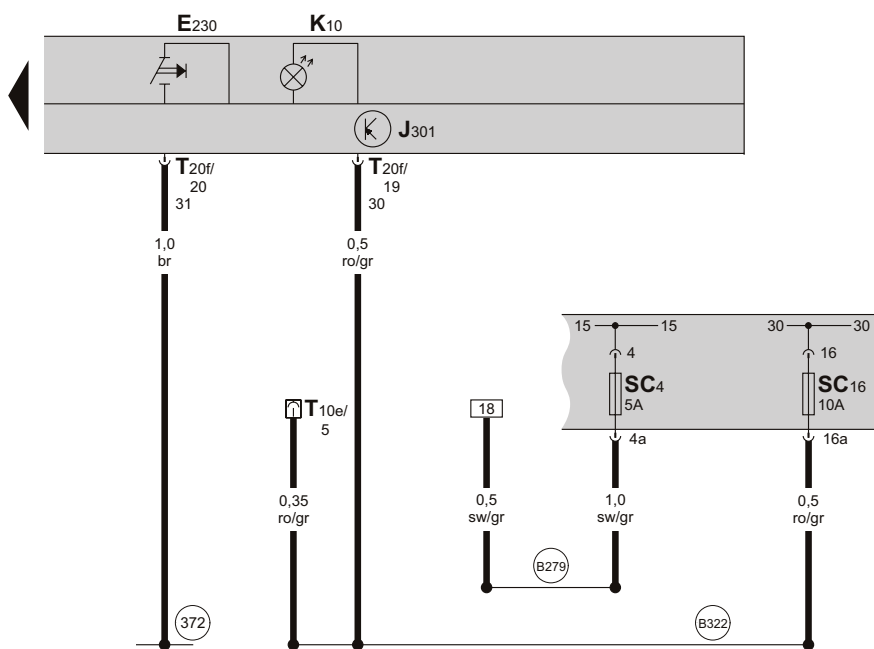 E230
K10
J301
T20f/
20
31
T20f/
19
30
1,0
br
0,5
ro/gr
15
15
30
30
4
16
SC4
5A
SC16
10A
T10e/
5
18
4a
16a
0,35
ro/gr
0,5
sw/gr
1,0
sw/gr
0,5
ro/gr
B279
372
B322